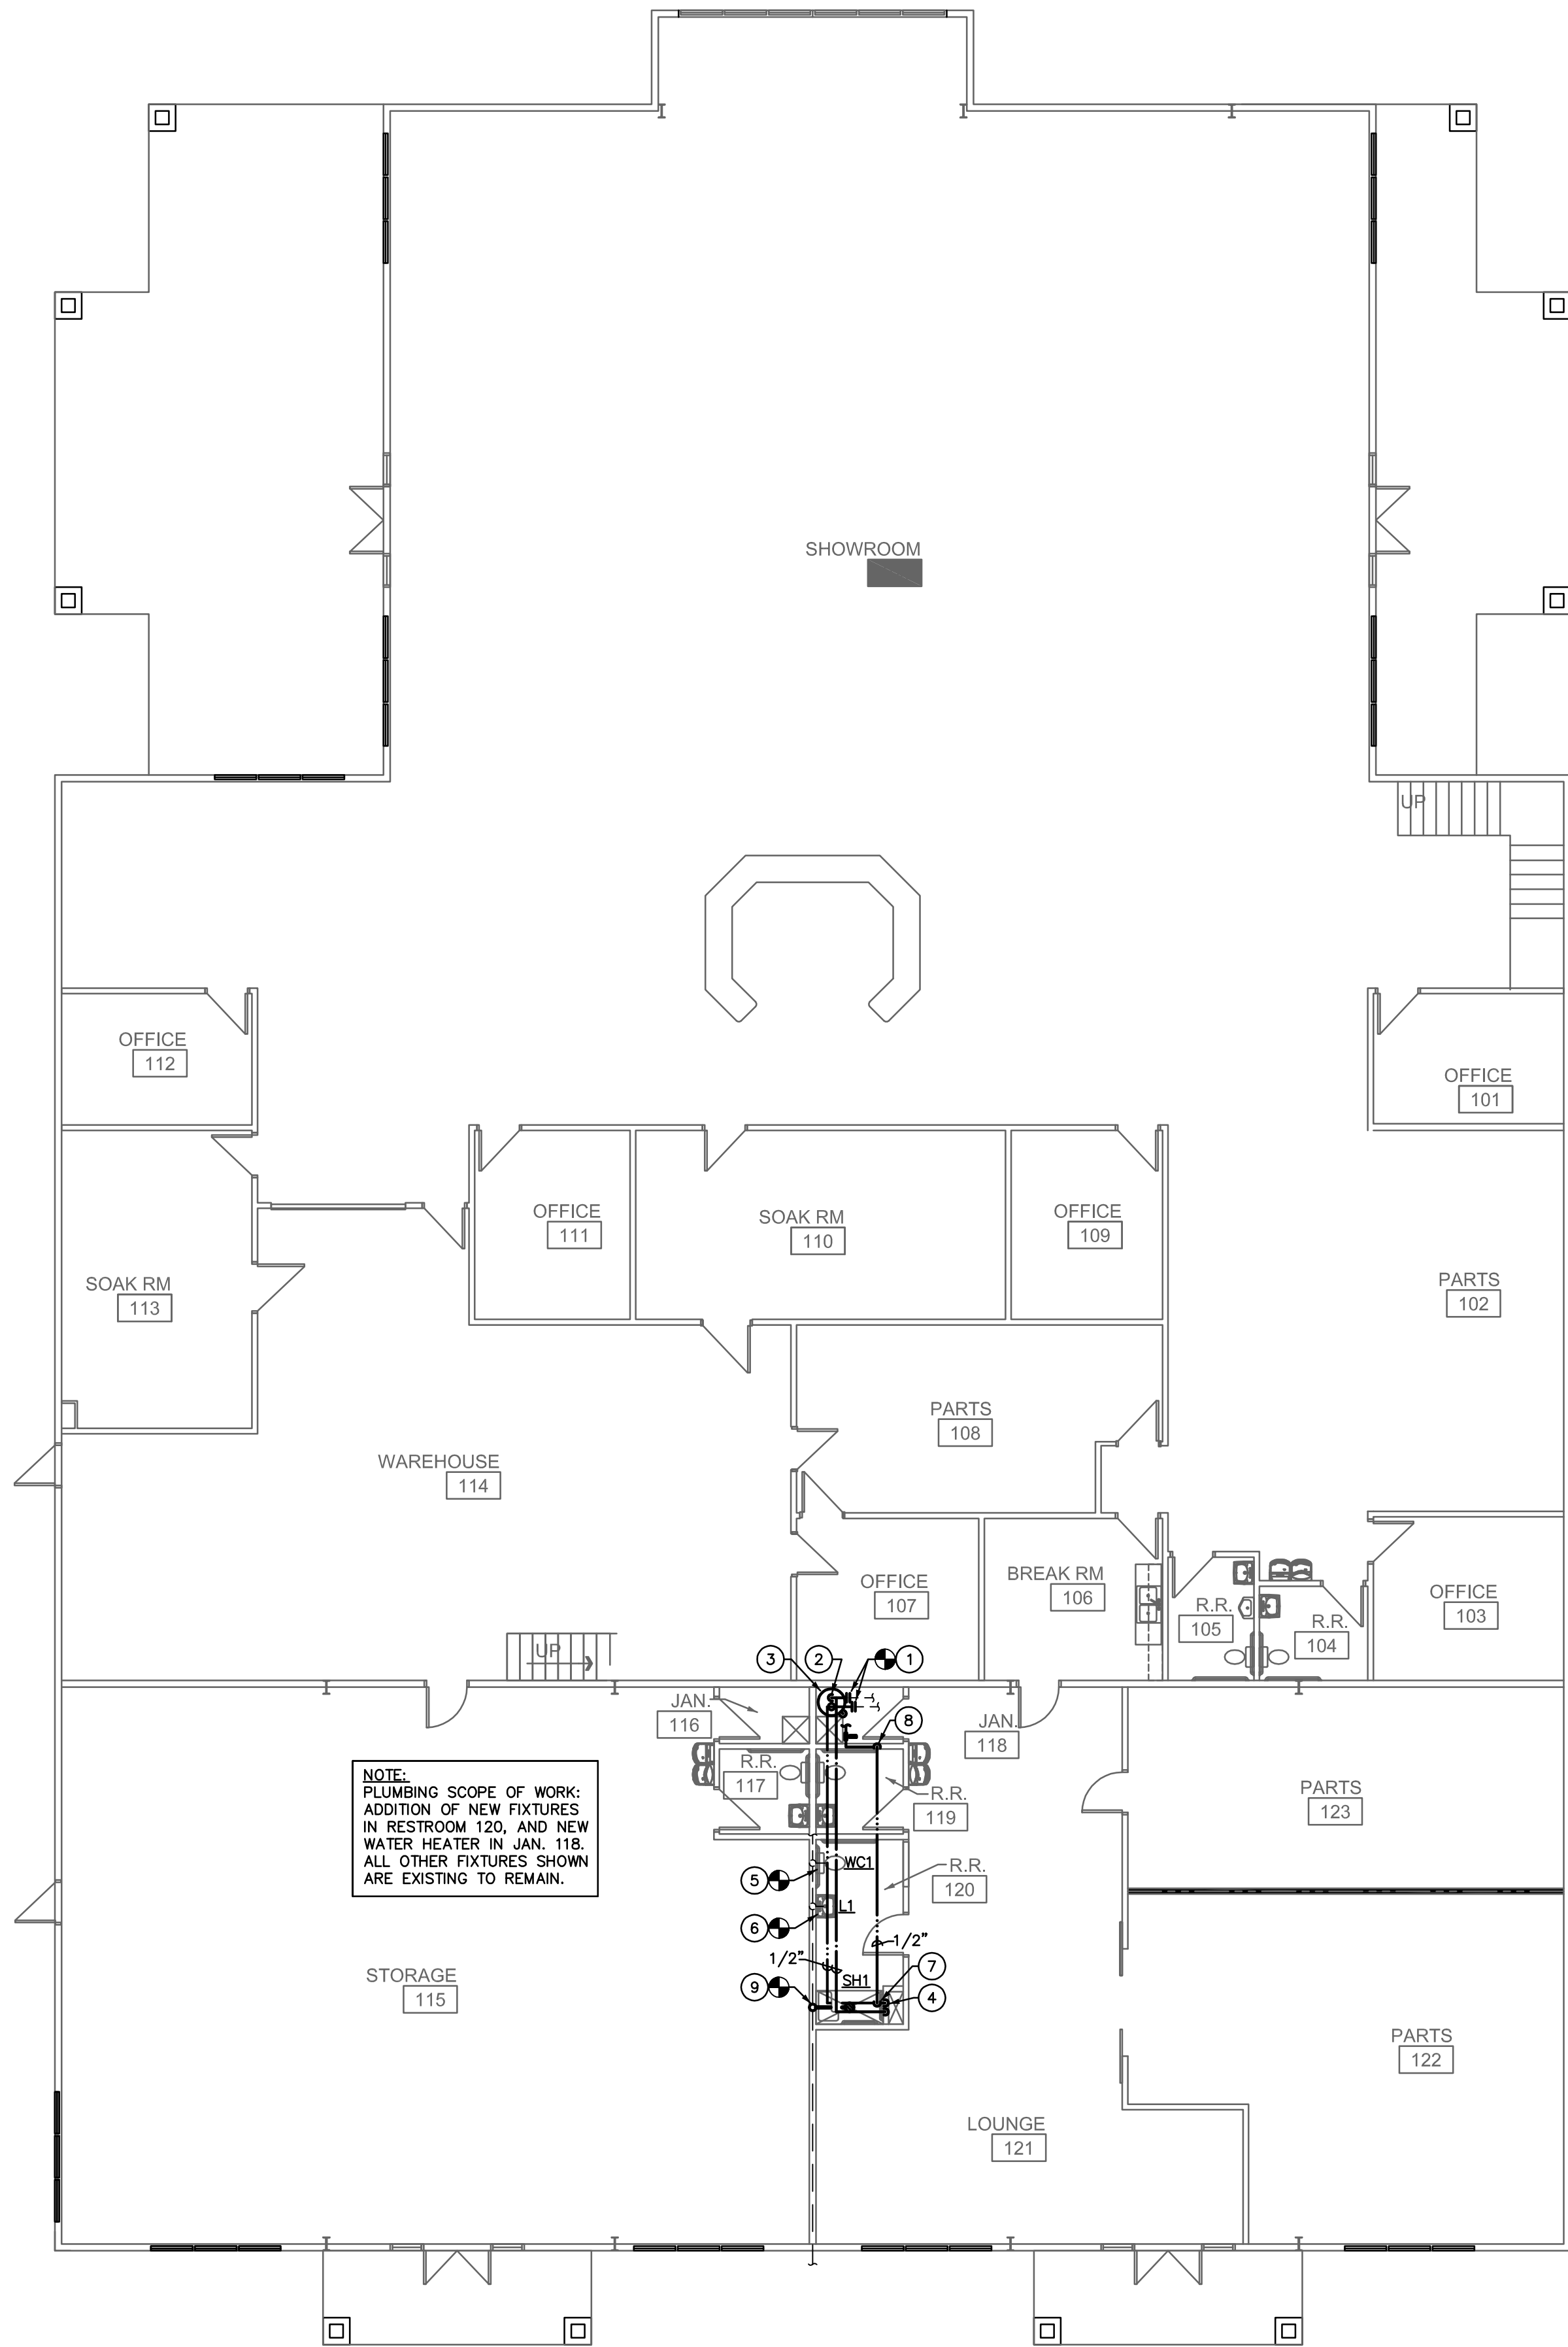 SHOWROOM
UP
OFFICE
112
OFFICE
101
OFFICE
111
SOAK RM
110
OFFICE
109
SOAK RM
113
PARTS
102
PARTS
108
WAREHOUSE
114
OFFICE
107
BREAK RM
106
R.R.
105
R.R.
104
OFFICE
103
UP
3
2
1
JAN.
116
8
JAN.
118
R.R.
117
R.R.
119
NOTE:
PLUMBING SCOPE OF WORK:
ADDITION OF NEW FIXTURES
IN RESTROOM 120, AND NEW
WATER HEATER IN JAN. 118.
ALL OTHER FIXTURES SHOWN
ARE EXISTING TO REMAIN.
PARTS
123
5
WC1
R.R.
120
6
L1
1/2"
1/2"
7
STORAGE
115
9
SH1
4
PARTS
122
LOUNGE
121